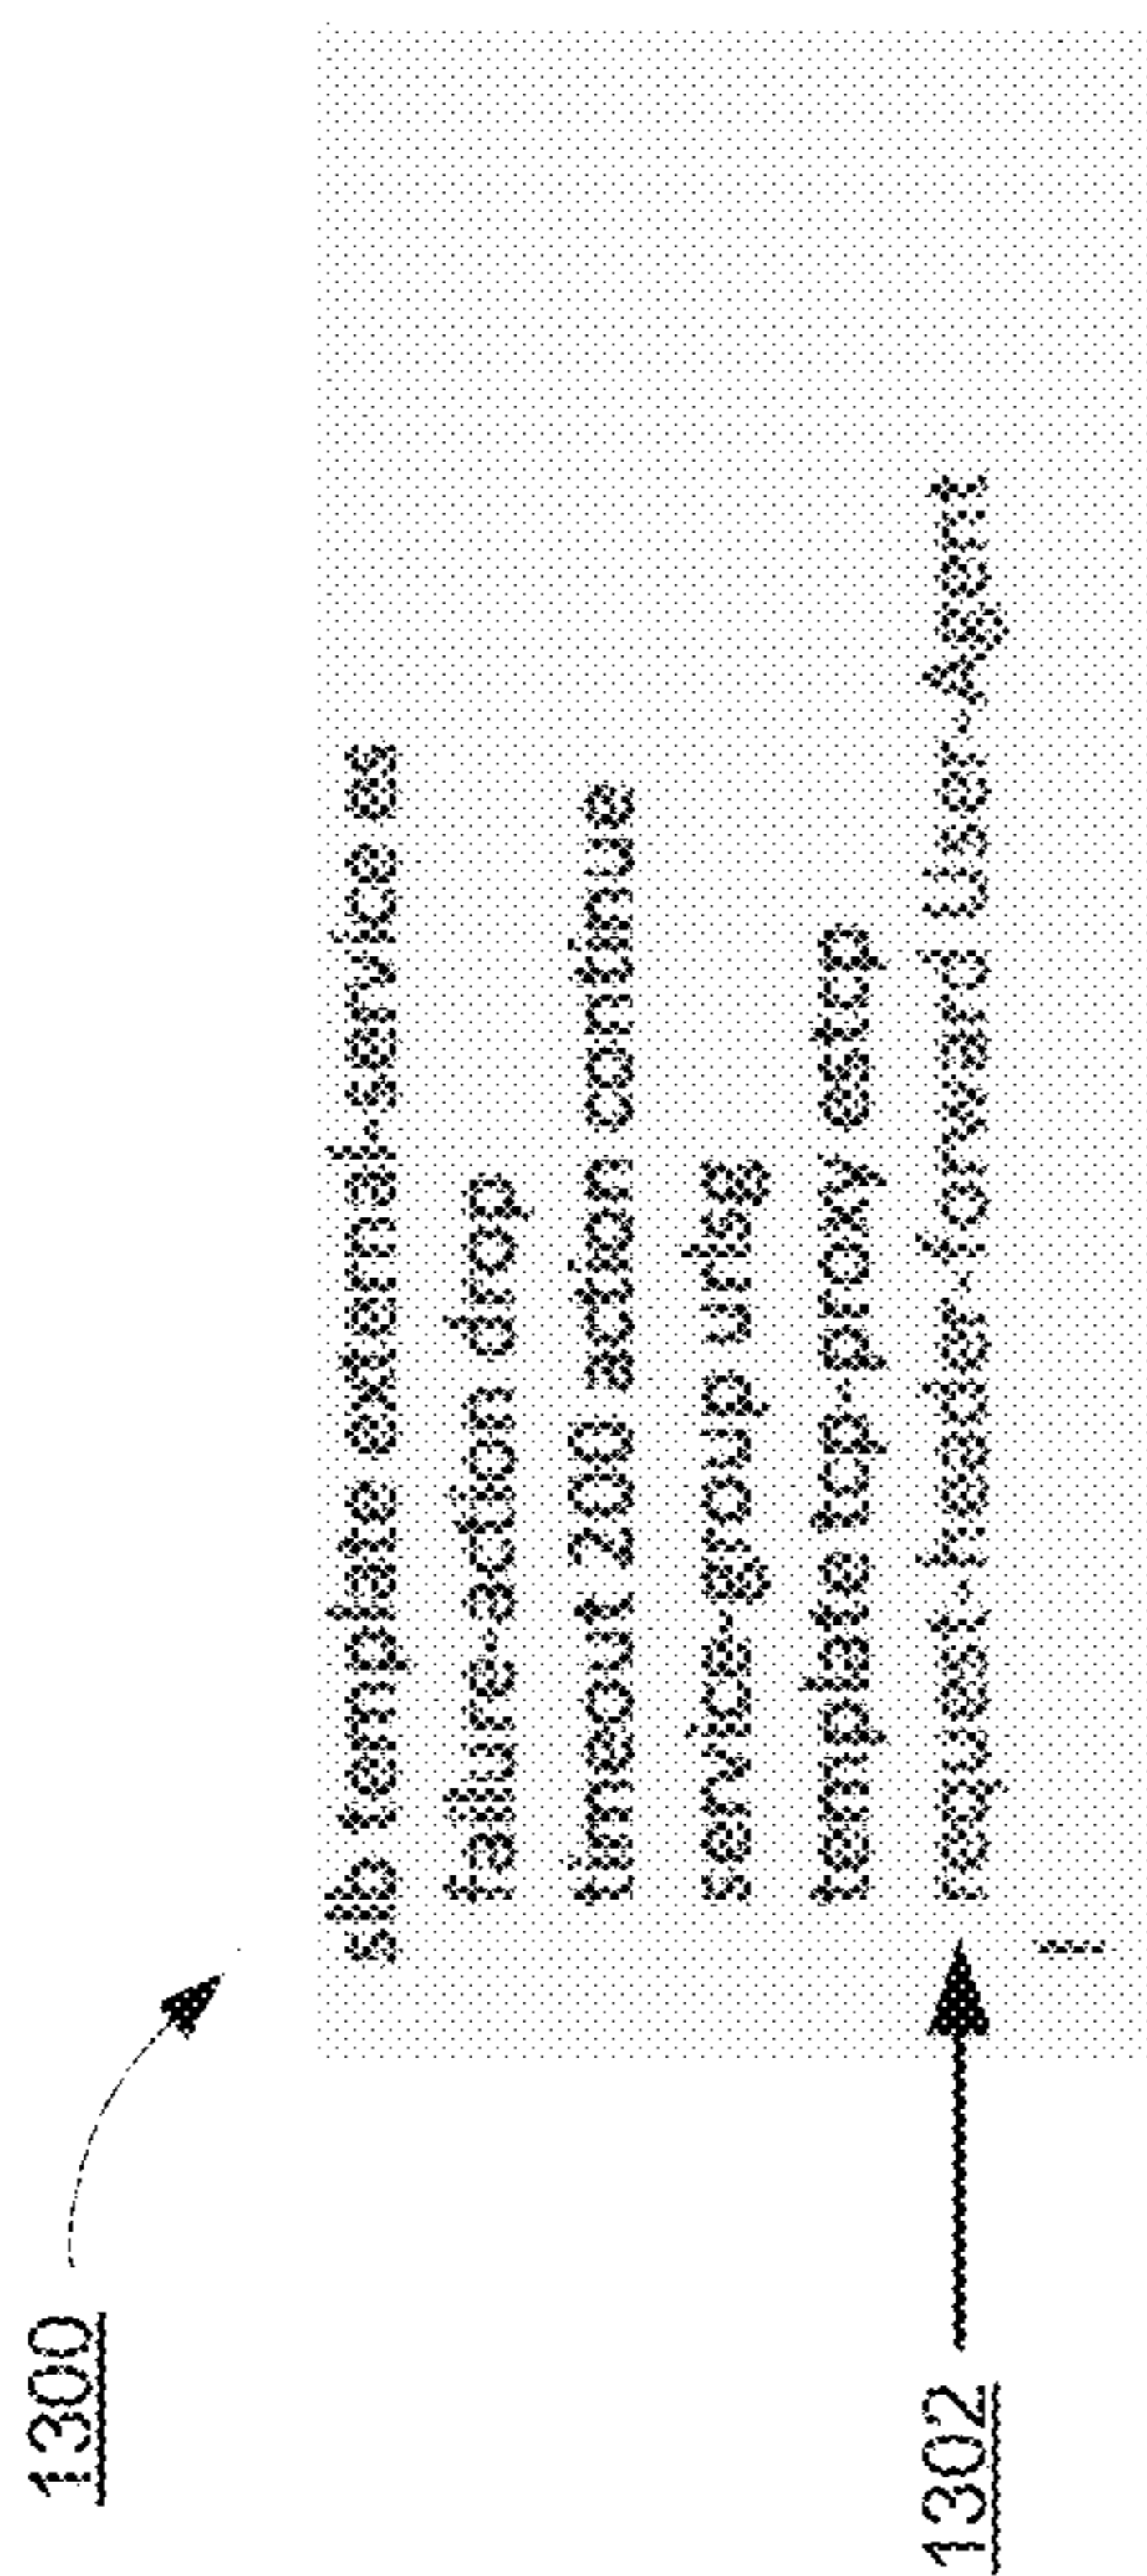 1300
slb template external-service es
failure-action drop
timeout 200 action continue
service-group urlsg
template tcp-proxy estcp
1302
request-header-forward User-Agent
!